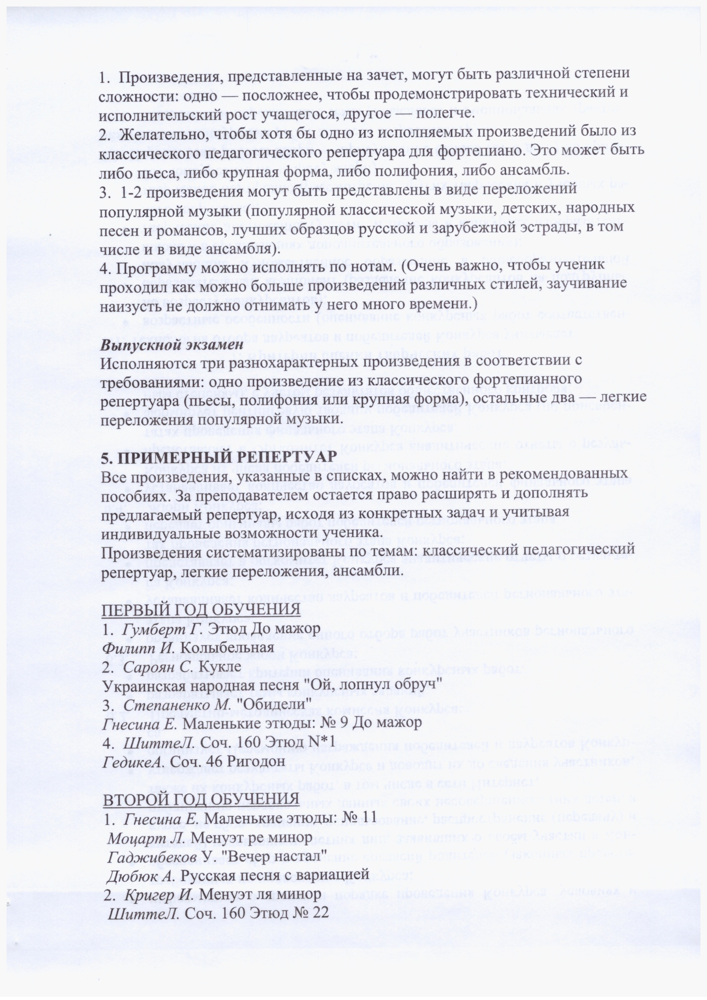 1. Произведения, представленные на зачет, могут быть различной степени
сложности: одно — посложнее, чтобы продемонстрировать технический и
исполнительский рост учащегося, другое — полегче.
2. Желательно, чтобы хотя бы одно из исполняемых произведений было из
классического педагогического репертуара для фортепиано. Это может быть
либо пьеса, либо крупная форма, либо полифония, либо ансамбль.
3. 1-2 произведения могут быть представлены в виде переложений
популярной музыки (популярной классической музыки, детских, народных
песен и романсов, лучших образцов русской и зарубежной эстрады, в том
числе и в виде ансамбля).
4. Программу можно исполнять по нотам. (Очень важно, чтобы ученик
проходил как можно больше произведений различных стилей, заучивание
наизусть не должно отнимать у него много времени.)
Выпускной экзамен
Исполняются три разнохарактерных произведения в соответствии с
требованиями: одно произведение из классического фортепианного
репертуара (пьесы, полифония или крупная форма), остальные два — легкие
переложения популярной музыки.
5. ПРИМЕРНЫЙ РЕПЕРТУАР
Все произведения, указанные в списках, можно найти в рекомендованных
пособиях. За преподавателем остается право расширять и дополнять
предлагаемый репертуар, исходя из конкретных задач и учитывая
индивидуальные возможности ученика.
Произведения систематизированы по темам: классический педагогический
репертуар, легкие переложения, ансамбли.
ПЕРВЫЙ ГОД ОБУЧЕНИЯ
1. Гумберт Г. Этюд До мажор
Филипп И. Колыбельная
2. Сароян С. Кукле
Украинская народная песня "Ой, лопнул обруч"
3. Степаненко М. "Обидели"
Гнесина Е. Маленькие этюды: № 9 До мажор
4. ШиттеЛ. Соч. 160 Этюд N*1
ГедикеА. Соч. 46 Ригодон
ВТОРОЙ ГОД ОБУЧЕНИЯ
1. Гнесина Е. Маленькие этюды: № 11
Моцарт Л. Менуэт ре минор
Гаджибеков У. "Вечер настал"
Дюбюк А. Русская песня с вариацией
2. Кригер И. Менуэт ля минор
ШиттеЛ. Соч. 160 Этюд № 22